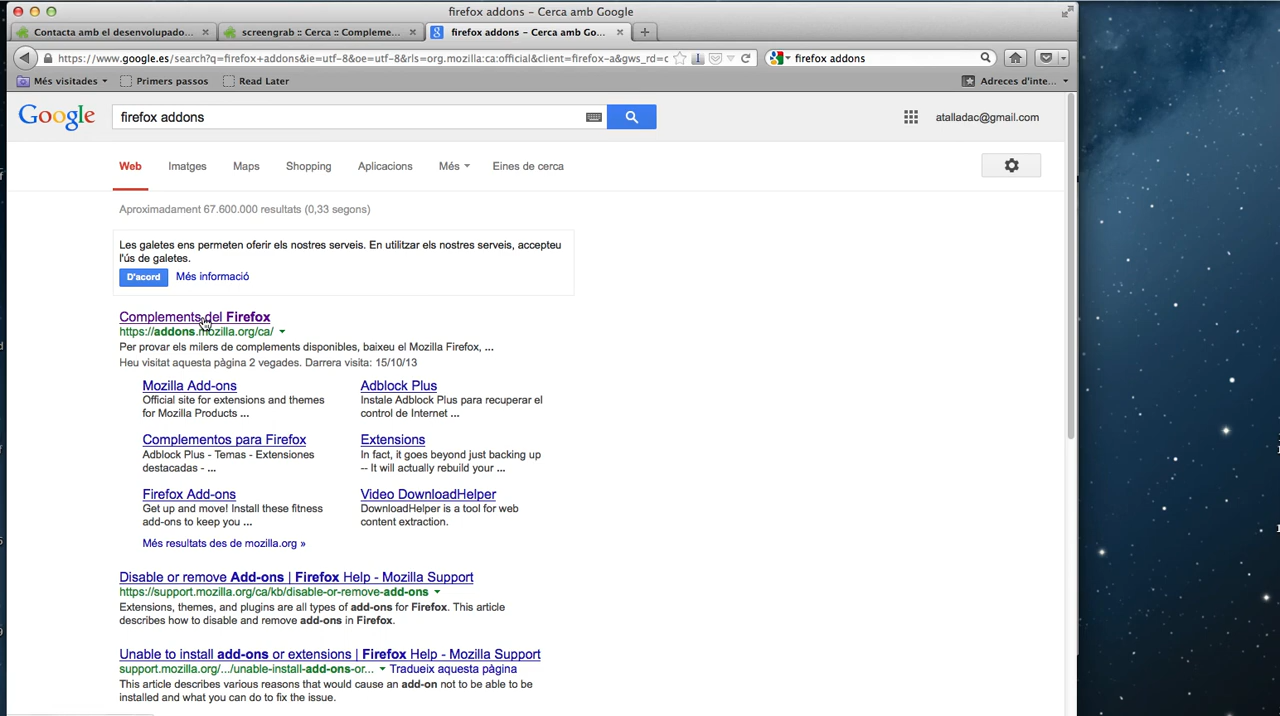 firefox addons - Cerca amb Google
Contacta amb el desenvolupado...
screengrab :: Cerca :: Compleme...
firefox addons - Cerca amb Go...
https://www.google.es/search?q=firefox+addons&ie=utf-8&oe=utf-8&rls=org.mozilla:ca:official&client=firefox-a&gws_rd=c
firefox addons
Més visitades
Primers passos
Read Later
Adreces d'inte...
Google
firefox addons
atalladac@gmail.com
Web
Imatges
Maps
Shopping
Aplicacions
Més
Eines de cerca
Aproximadament 67.600.000 resultats (0,33 segons)
Les galetes ens permeten oferir els nostres serveis. En utilitzar els nostres serveis, accepteu
l'ús de galetes.
D'acord
Més informació
Complements del Firefox
https://addons.mozilla.org/ca/
Per provar els milers de complements disponibles, baixeu el Mozilla Firefox, ...
Heu visitat aquesta pàgina 2 vegades. Darrera visita: 15/10/13
Mozilla Add-ons
Official site for extensions and themes
for Mozilla Products ...
Adblock Plus
Instale Adblock Plus para recuperar el
control de Internet ...
Complementos para Firefox
Adblock Plus - Temas - Extensiones
destacadas - ...
Extensions
In fact, it goes beyond just backing up
-- It will actually rebuild your ...
Firefox Add-ons
Get up and move! Install these fitness
add-ons to keep you ...
Video DownloadHelper
DownloadHelper is a tool for web
content extraction.
Més resultats des de mozilla.org »
Disable or remove Add-ons | Firefox Help - Mozilla Support
https://support.mozilla.org/ca/kb/disable-or-remove-add-ons
Extensions, themes, and plugins are all types of add-ons for Firefox. This article
describes how to disable and remove add-ons in Firefox.
Unable to install add-ons or extensions | Firefox Help - Mozilla Support
support.mozilla.org/.../unable-install-add-ons-or... Tradueix aquesta pàgina
This article describes various reasons that would cause an add-on not to be able to be
installed and what you can do to fix the issue.